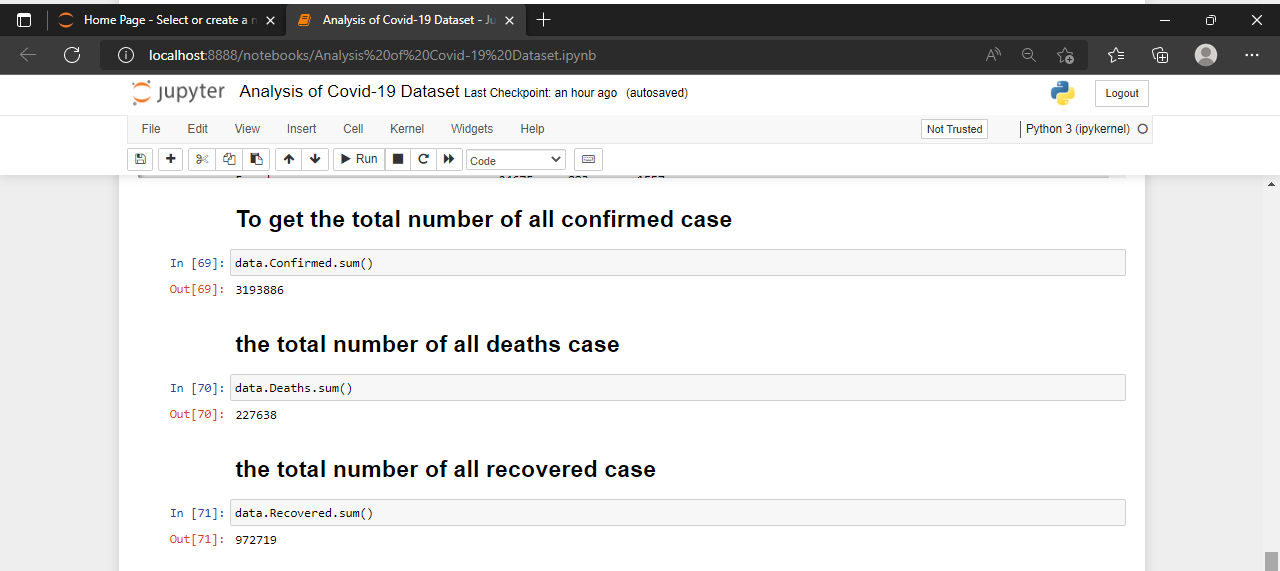 Home Page - Select or create a n
Analysis of Covid-19 Dataset - Ju
localhost:8888/notebooks/Analysis%20of%20Covid-19%20Dataset.ipynb
jupyter Analysis of Covid-19 Dataset Last Checkpoint: an hour ago (autosaved)
Logout
File Edit View Insert Cell Kernel Widgets Help
Not Trusted
Python 3 (ipykernel)
Run
Code
To get the total number of all confirmed case
In [69]: data.Confirmed.sum()
Out[69]: 3193886
the total number of all deaths case
In [70]: data.Deaths.sum()
Out[70]: 227638
the total number of all recovered case
In [71]: data.Recovered.sum()
Out[71]: 972719